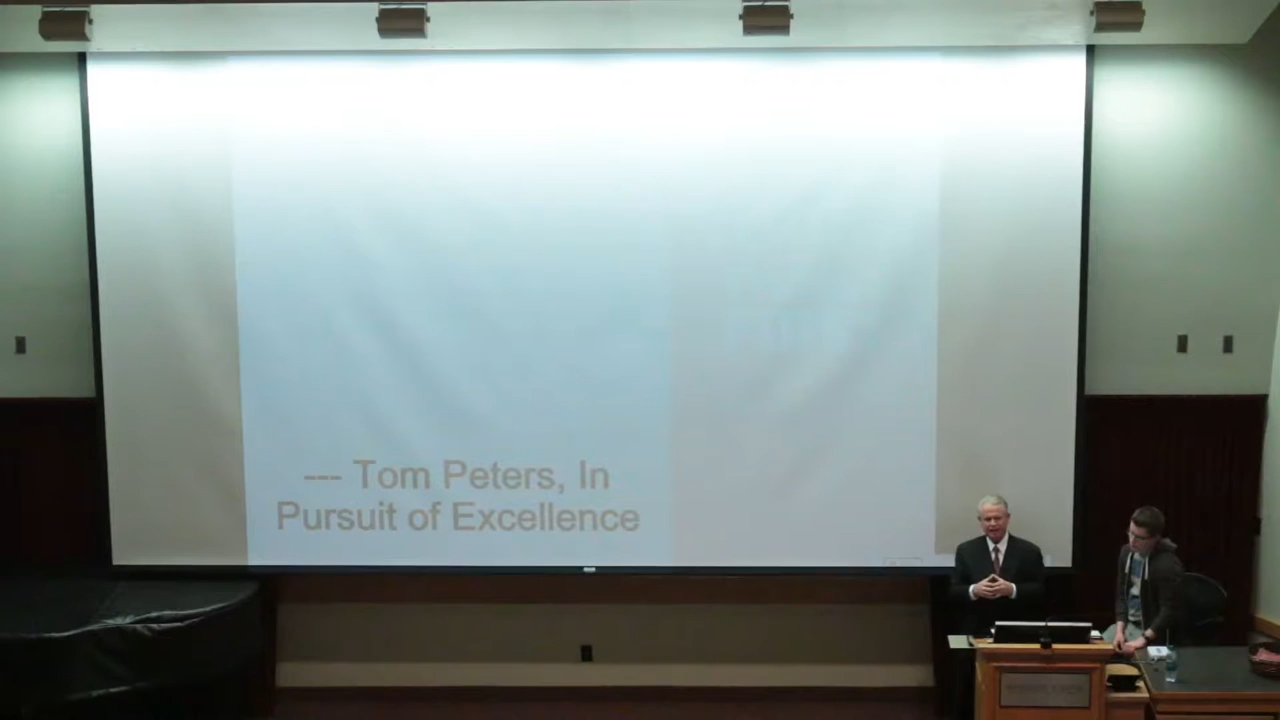 --- Tom Peters, In
Pursuit of Excellence